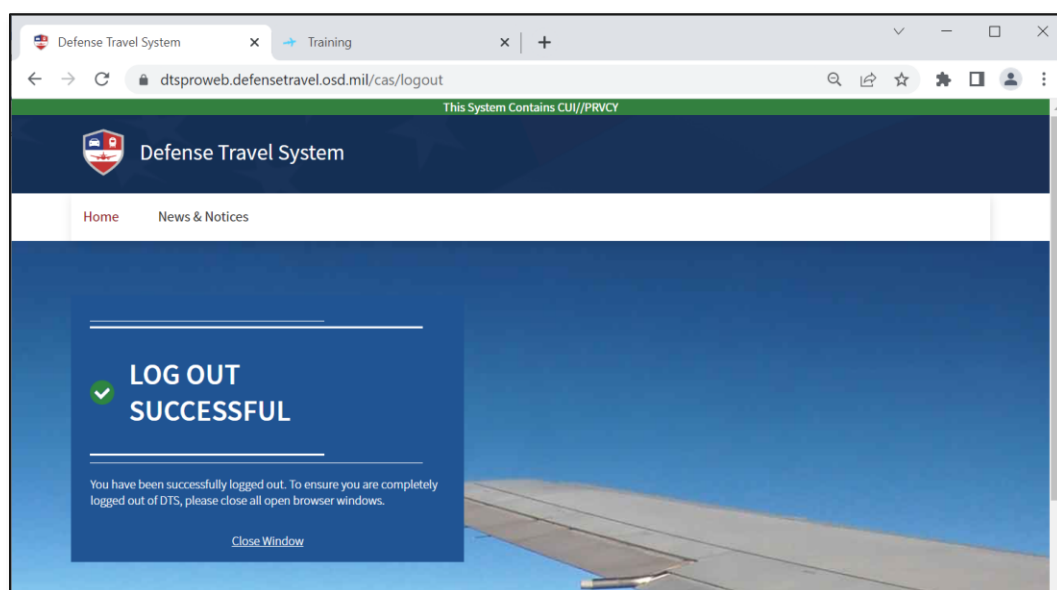 Defense Travel System
Training
dtsproweb.defensetravel.osd.mil/cas/logout
This System Contains CUI//PRVCY
Defense Travel System
Home News & Notices
LOG OUT
SUCCESSFUL
You have been successfully logged out. To ensure you are completely
logged out of DTS, please close all open browser windows.
Close Window